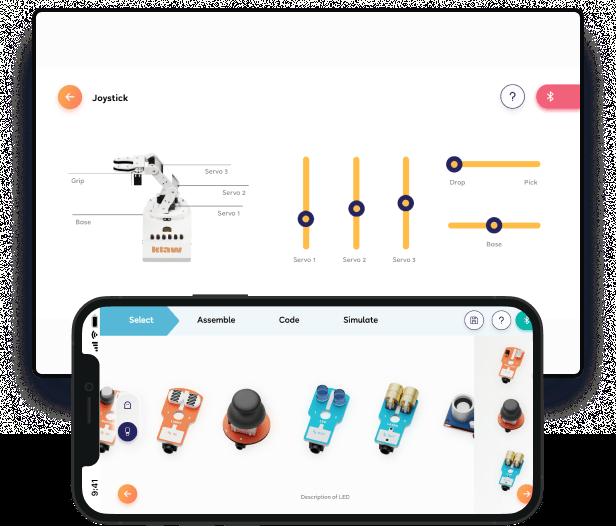 Joystick
?
Servo 3
Grip
Servo 2
Servo 1
Base
klaw
Servo 1
Servo 2
Servo 3
Drop
Pick
Base
Select
Assemble
Code
Simulate
?
9:41
Description of LED